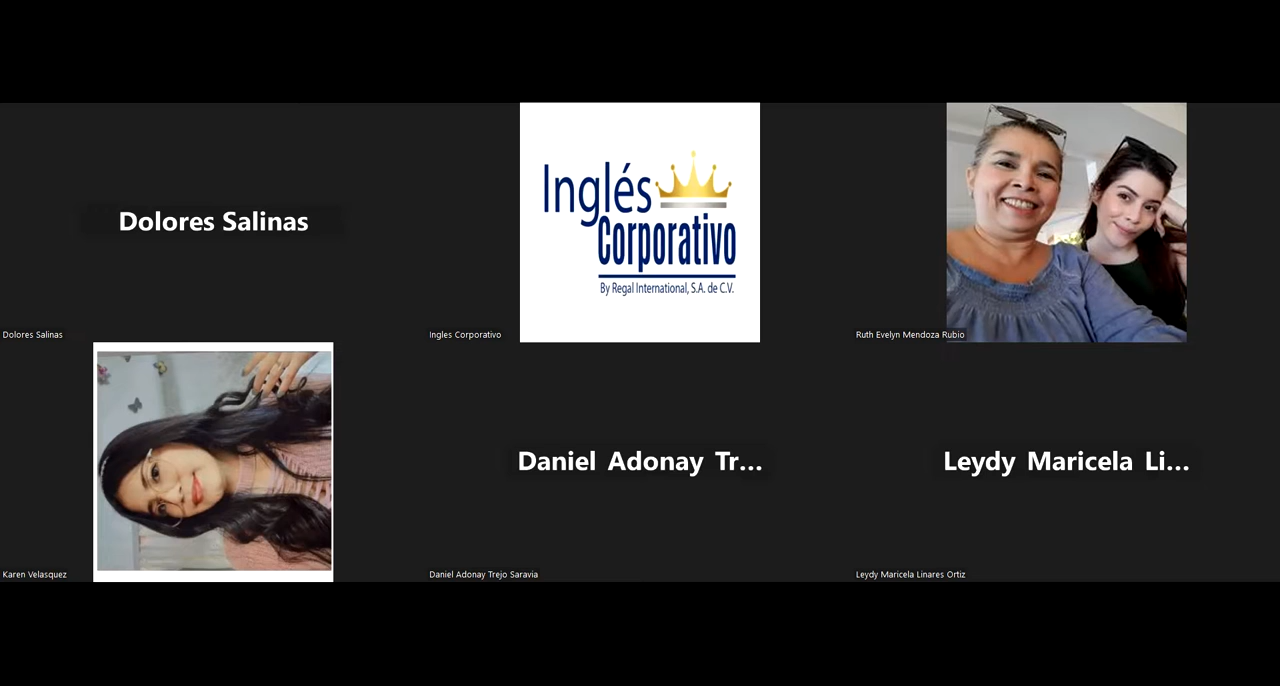 Dolores Salinas
Dolores Salinas
Inglés
Corporativo
By Regal International, S.A. de C.V.
Ingles Corporativo
Ruth Evelyn Mendoza Rubio
Karen Velasquez
Daniel Adonay Tr...
Daniel Adonay Trejo Saravia
Leydy Maricela Li...
Leydy Maricela Linares Ortiz